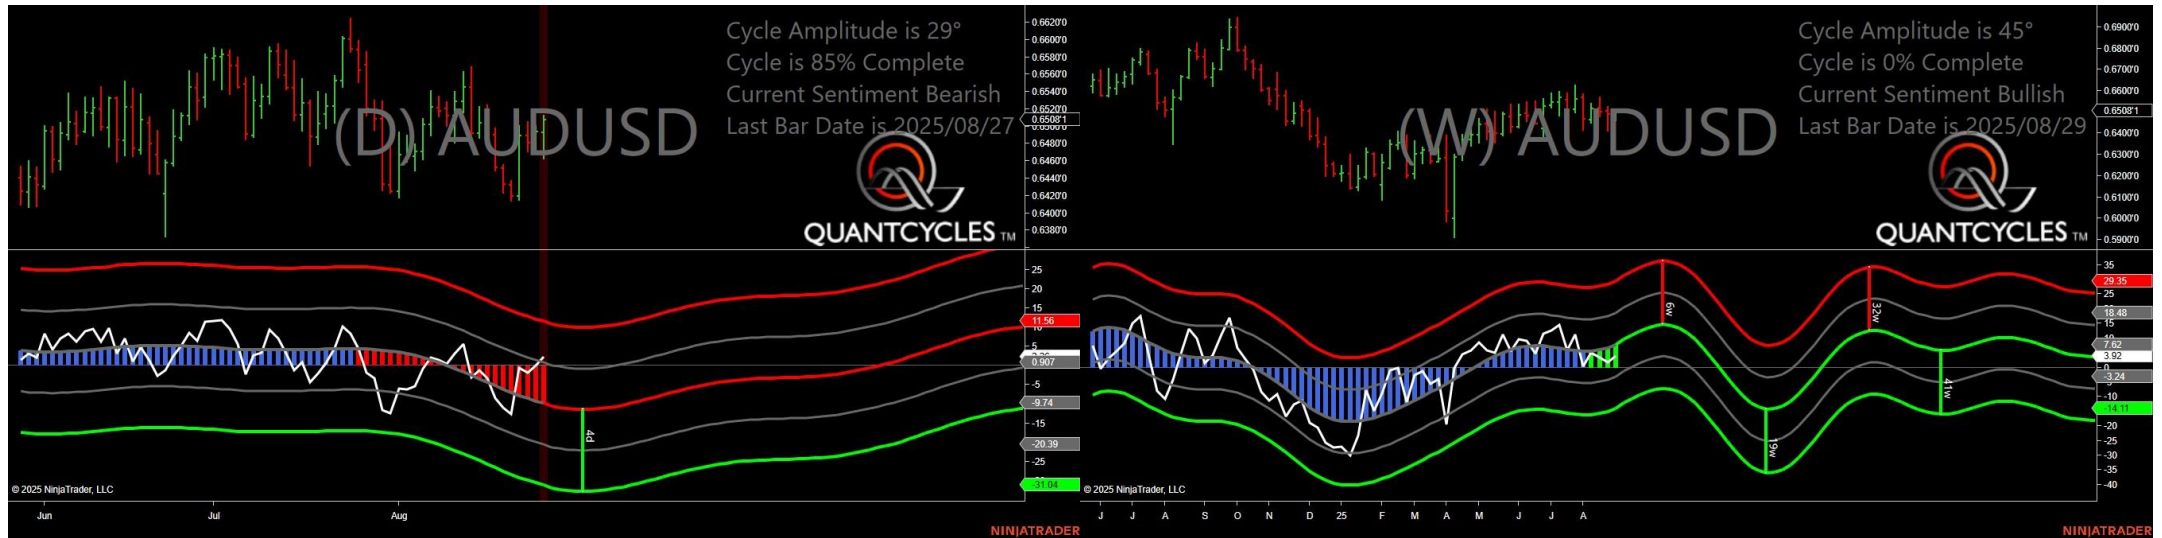 Cycle Amplitude is 29°
Cycle is 85% Complete
Current Sentiment Bearish
Last Bar Date is 2025/08/27
(D) AUDUSD
QUANTCYCLES TM
0.6620'0
0.6600'0
0.6580'0
0.6560'0
0.6540'0
0.6520'0
0.6508'1
0.6480'0
0.6460'0
0.6440'0
0.6420'0
0.6400'0
0.6380'0
25
20
15
11.56
5
0.907
-5
-9.74
-15
-20.39
-25
-31.04
4d
© 2025 NinjaTrader, LLC
Jun Jul Aug
NINJATRADER
Cycle Amplitude is 45°
Cycle is 0% Complete
Current Sentiment Bullish
Last Bar Date is 2025/08/29
(W) AUDUSD
QUANTCYCLES TM
0.6900'0
0.6800'0
0.6700'0
0.6600'0
0.6508'1
0.6400'0
0.6300'0
0.6200'0
0.6100'0
0.6000'0
0.5900'0
35
29.35
25
18.48
15
7.62
3.92
0
-3.24
-10
-14.11
-20
-25
-30
-35
-40
6w
19w
32w
41w
© 2025 NinjaTrader, LLC
J J A S O N D 25 F M A M J J A
NINJATRADER